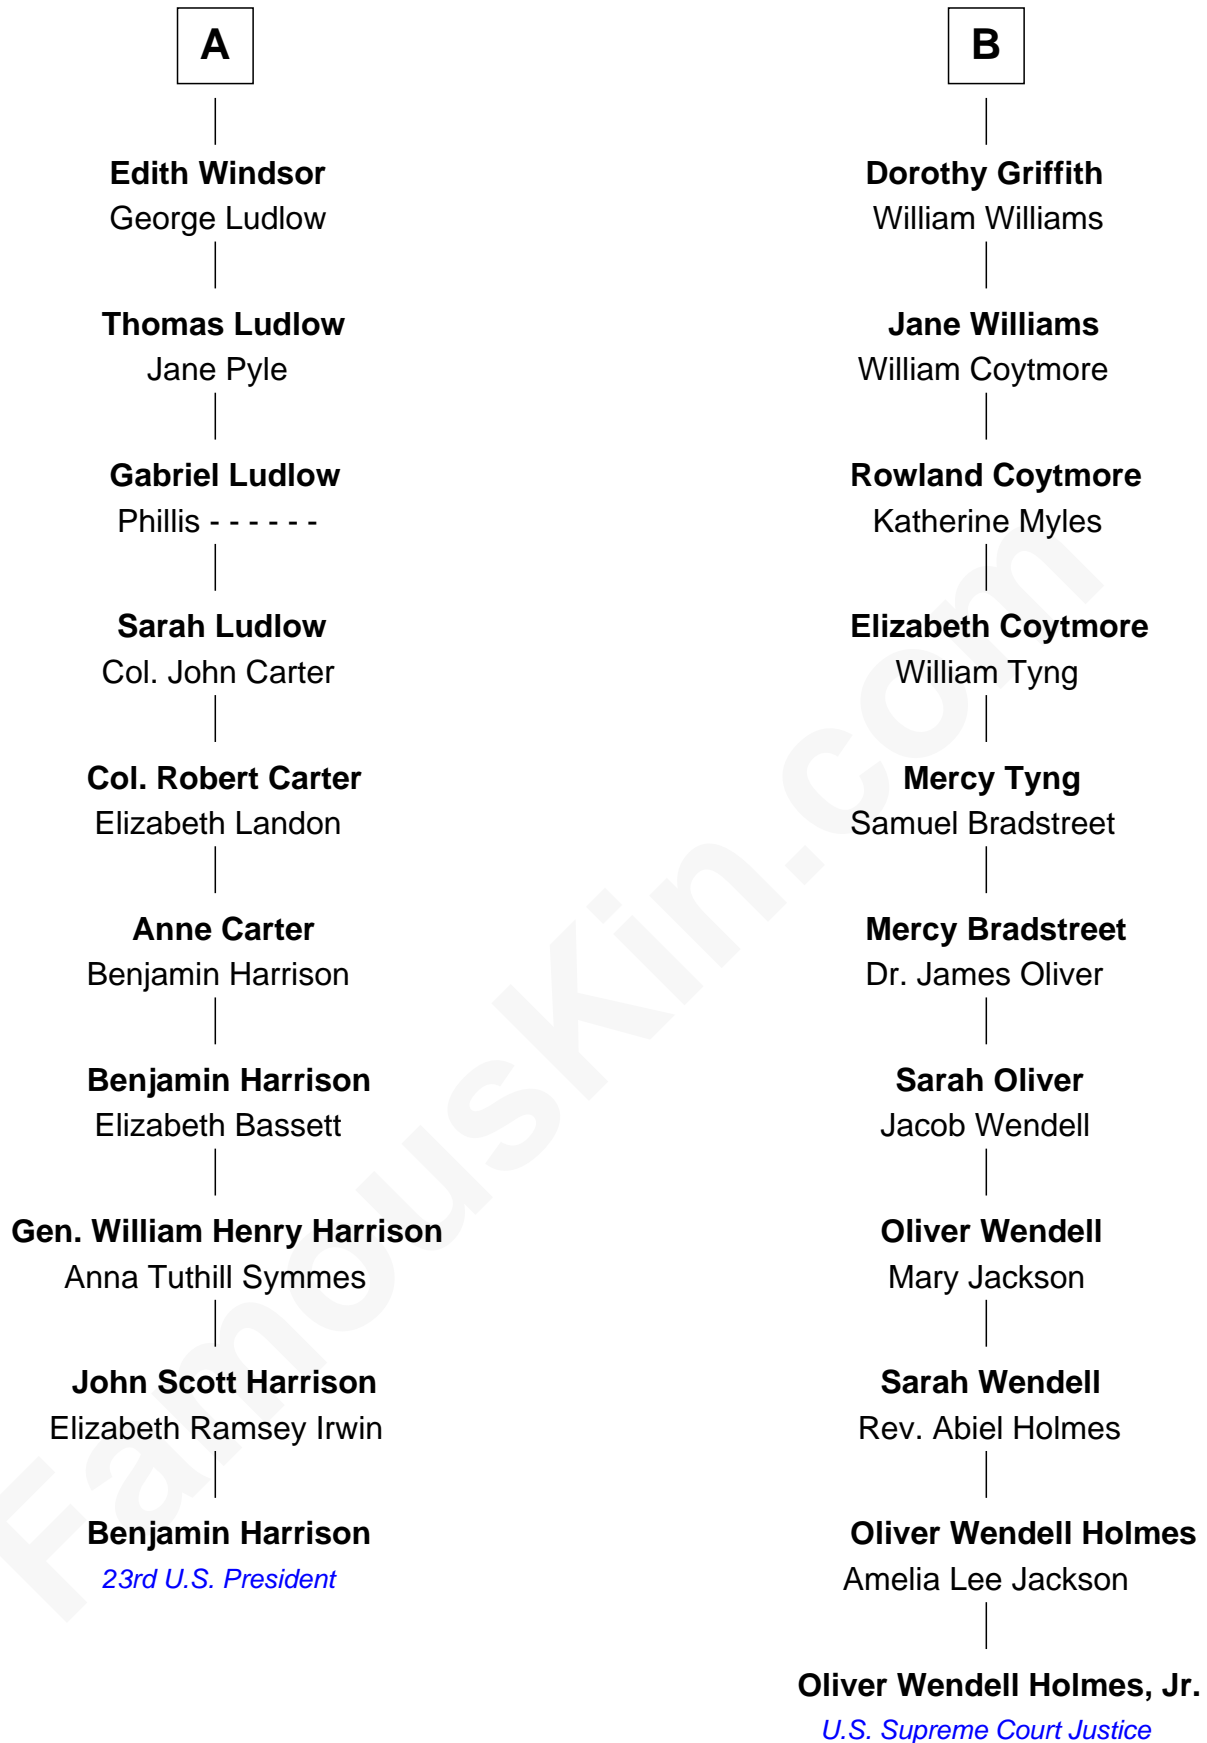 A
Edith Windsor
George Ludlow
Thomas Ludlow
Jane Pyle
Gabriel Ludlow
Phillis - - - - - -
Sarah Ludlow
Col. John Carter
Col. Robert Carter
Elizabeth Landon
Anne Carter
Benjamin Harrison
Benjamin Harrison
Elizabeth Bassett
Gen. William Henry Harrison
Anna Tuthill Symmes
John Scott Harrison
Elizabeth Ramsey Irwin
Benjamin Harrison
23rd U.S. President
B
Dorothy Griffith
William Williams
Jane Williams
William Coytmore
Rowland Coytmore
Katherine Myles
Elizabeth Coytmore
William Tyng
Mercy Tyng
Samuel Bradstreet
Mercy Bradstreet
Dr. James Oliver
Sarah Oliver
Jacob Wendell
Oliver Wendell
Mary Jackson
Sarah Wendell
Rev. Abiel Holmes
Oliver Wendell Holmes
Amelia Lee Jackson
Oliver Wendell Holmes, Jr.
U.S. Supreme Court Justice
FamousKin.com